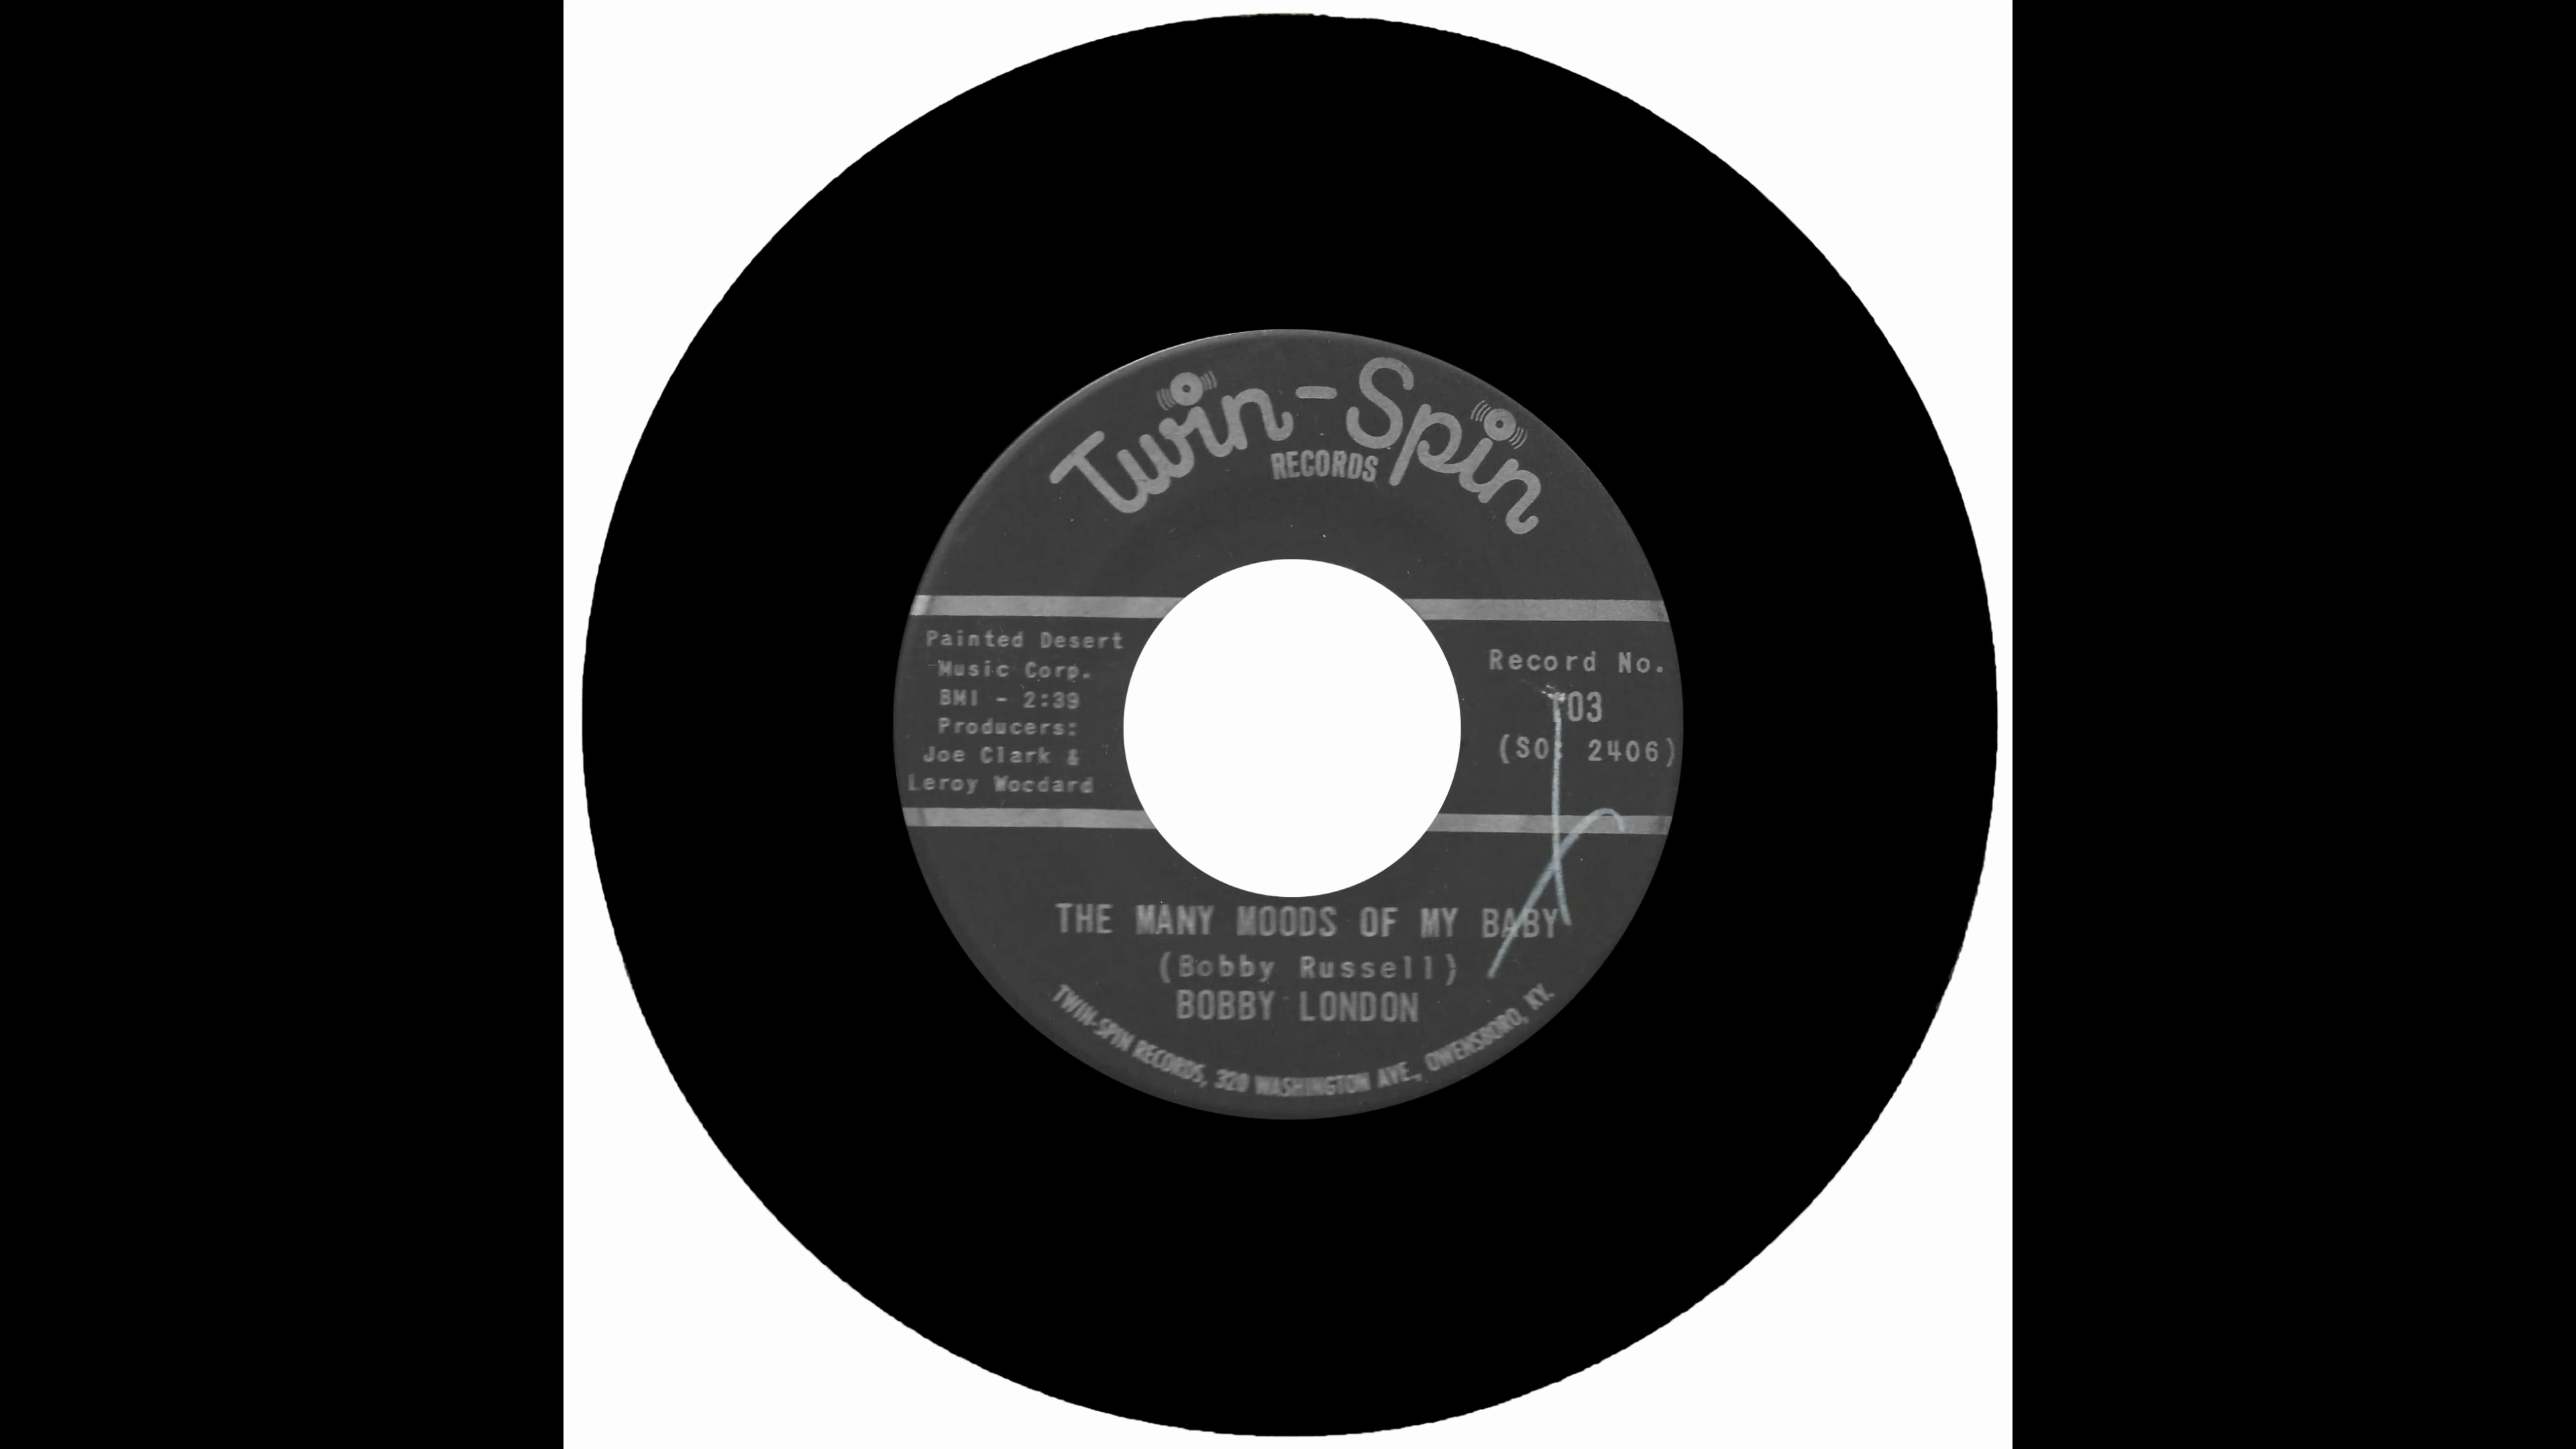 Twin-Spin
RECORDS
Painted Desert
Music Corp.
BMI - 2:39
Producers:
Joe Clark &
Leroy Wocdard
Record No.
103
2406)
THE MANY MOODS OF MY BABY
(Bobby Russell)
BOBBY LONDON
TWIN-SPIN RECORDS, 320 WASHINGTON AVE., OWENSBORO, KY.